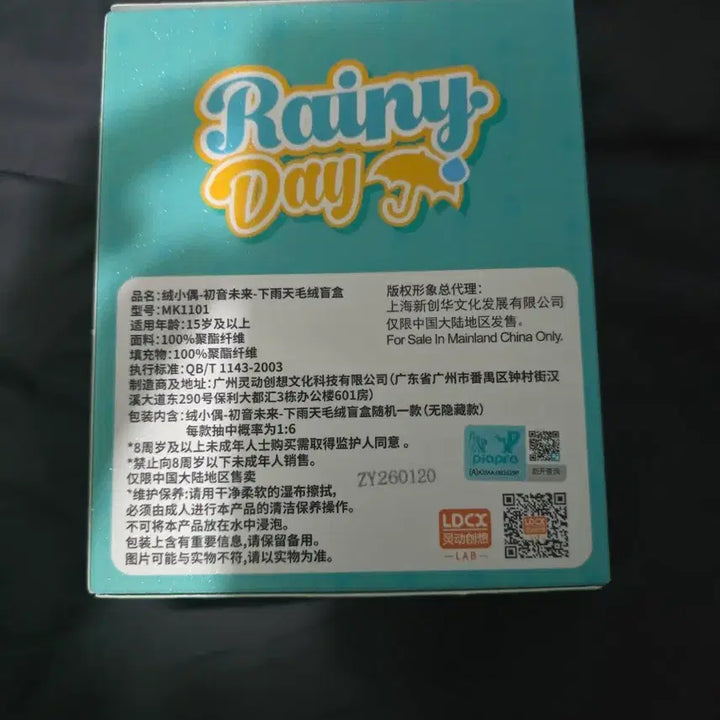 Rainy
Day
品名:绒小偶-初音未来-下雨天毛绒盲盒
型号:MK1101
适用年龄:15岁及以上
面料:100%聚酯纤维
填充物:100%聚酯纤维
执行标准:QB/T 1143-2003
制造商及地址:广州灵动创想文化科技有限公司(广东省广州市番禺区钟村街汉
溪大道东290号保利大都汇3栋办公楼601房)
包装内含:绒小偶-初音未来-下雨天毛绒盲盒随机一款(无隐藏款)
每款抽中概率为1:6
*8周岁及以上未成年人士购买需取得监护人同意。
*禁止向8周岁以下未成年人销售。
仅限中国大陆地区售卖
*维护保养:请用干净柔软的湿布擦拭,
必须由成人进行本产品的清洁保养操作。
不可将本产品放在水中浸泡。
包装上含有重要信息,请保留备用。
图片可能与实物不符,请以实物为准。
版权形象总代理:
上海新创华文化发展有限公司
仅限中国大陆地区发售。
For Sale In Mainland China Only.
ZY260120
piapro
LDCX
灵动创想
LAB